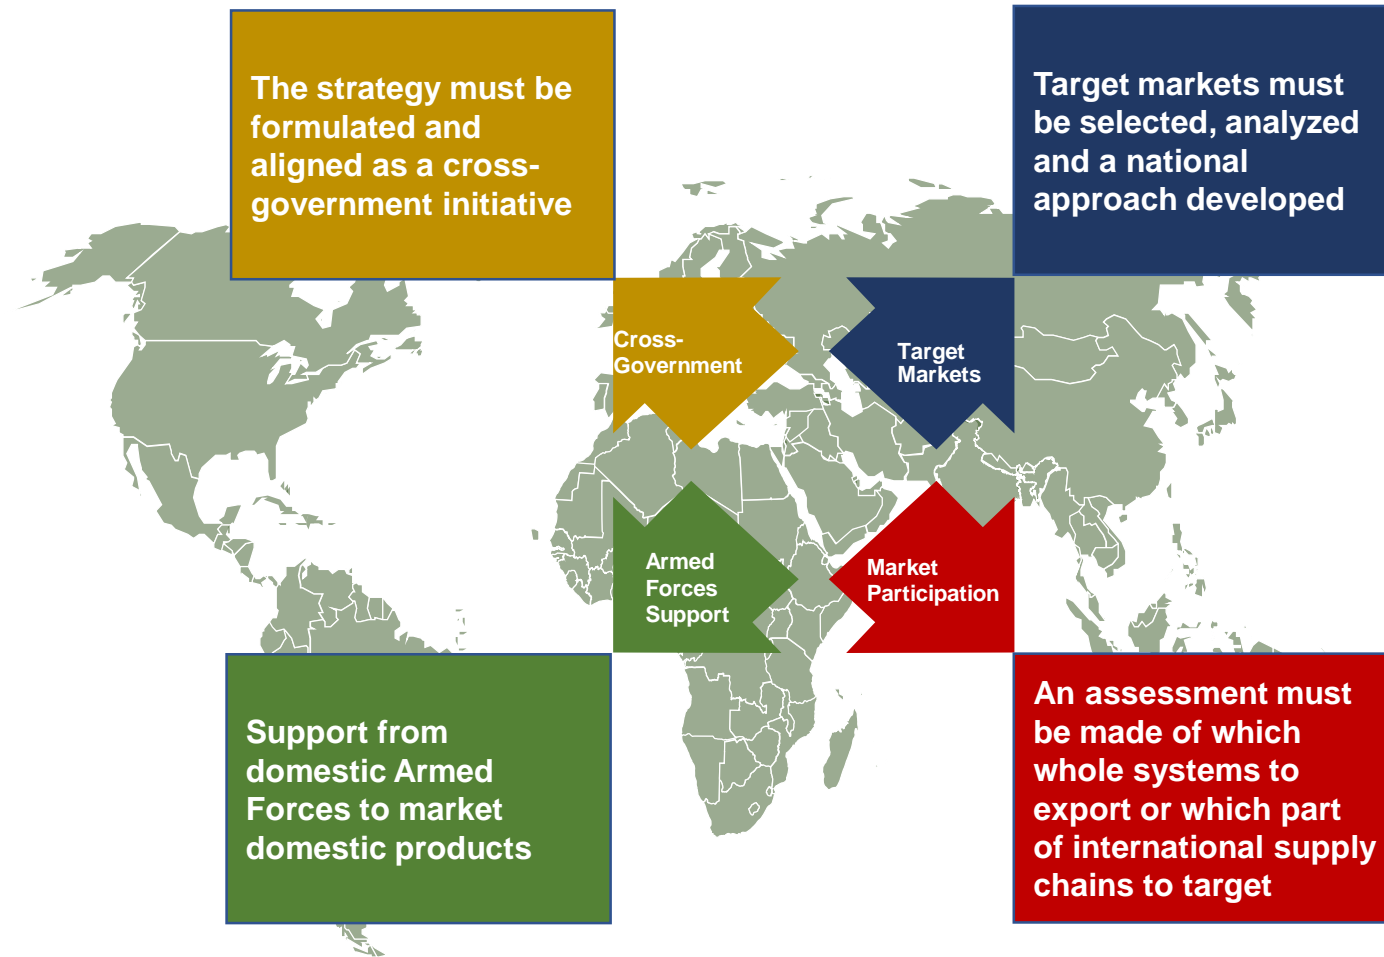 The strategy must be
formulated and
aligned as a cross-
government initiative
Target markets must
be selected, analyzed
and a national
approach developed
Cross-
Government
Target
Markets
Armed
Forces
Support
Market
Participation
Support from
domestic Armed
Forces to market
domestic products
An assessment must
be made of which
whole systems to
export or which part
of international supply
chains to target